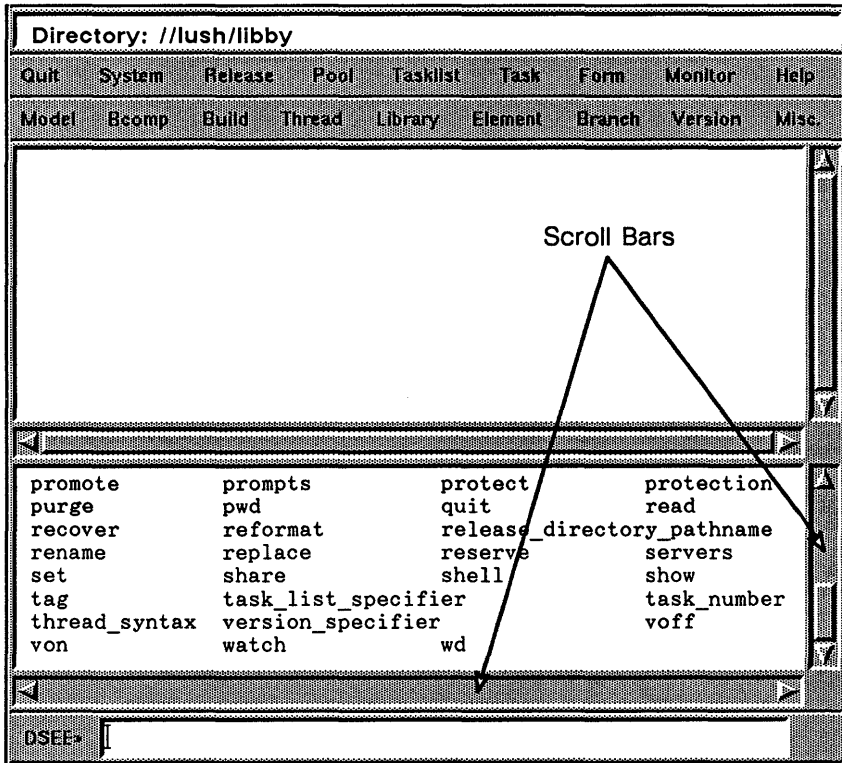 Directory: //lush/libby
Quit System Release Pool Tasklist Task Form Monitor Help
Model Bcomp Build Thread Library Element Branch Version Misc.
Scroll Bars
promote prompts protect protection
purge pwd quit read
recover reformat release_directory_pathname
rename replace reserve servers
set share shell show
tag task_list_specifier task_number
thread_syntax version_specifier voff
von watch wd
DSEE>